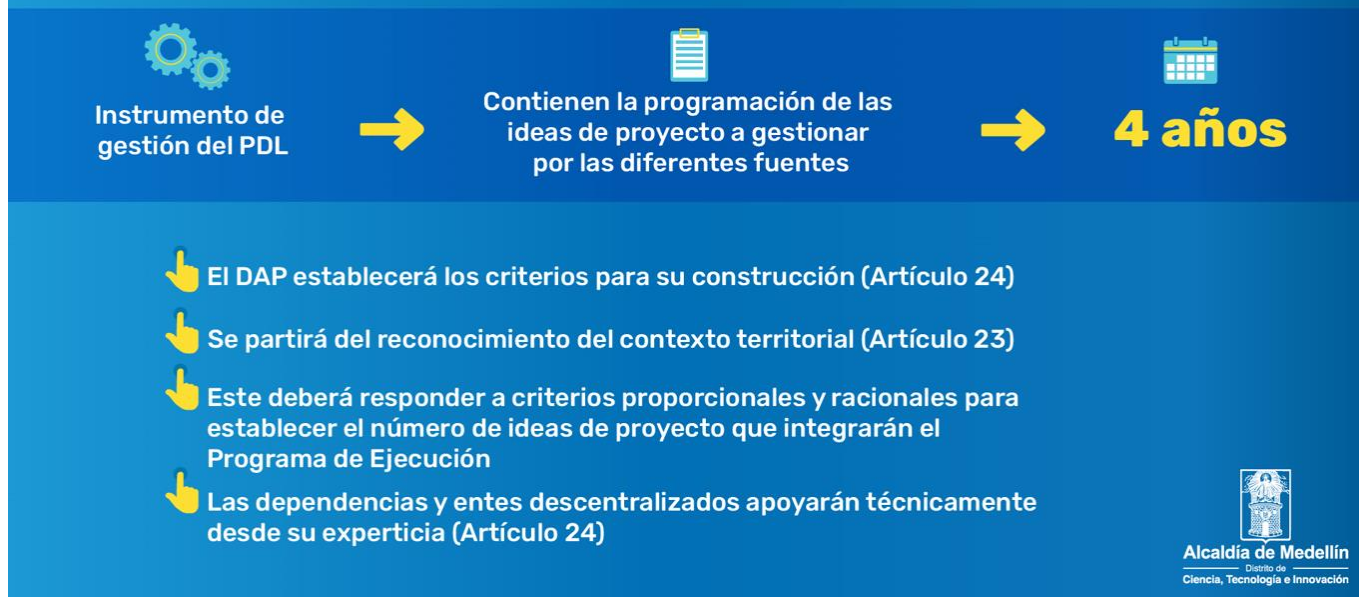 Instrumento de
gestión del PDL
Contienen la programación de las
ideas de proyecto a gestionar
por las diferentes fuentes
4 años
El DAP establecerá los criterios para su construcción (Artículo 24)
Se partirá del reconocimiento del contexto territorial (Artículo 23)
Este deberá responder a criterios proporcionales y racionales para
establecer el número de ideas de proyecto que integrarán el
Programa de Ejecución
Las dependencias y entes descentralizados apoyarán técnicamente
desde su experticia (Artículo 24)
Alcaldía de Medellín
Distrito de
Ciencia, Tecnología e Innovación